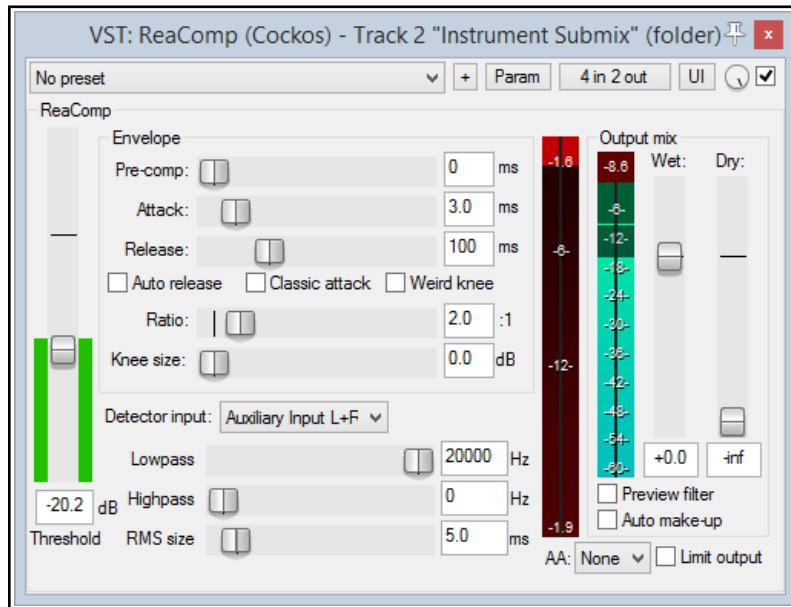 VST: ReaComp (Cockos) - Track 2 "Instrument Submix" (folder) x
No preset + Param 4 in 2 out UI
ReaComp
Envelope
Pre-comp: 0 ms
Attack: 3.0 ms
Release: 100 ms
Auto release Classic attack Weird knee
Ratio: 2.0 :1
Knee size: 0.0 dB
Detector input: Auxiliary Input L+R
Lowpass 20000 Hz
Highpass 0 Hz
RMS size 5.0 ms
-20.2 dB
Threshold
-1.6
-6-
-12-
-1.9
Output mix
Wet: Dry:
-8.6
-6-
-12-
-18-
-24-
-30-
-36-
-42-
-48-
-54-
-60-
+0.0 -inf
Preview filter
Auto make-up
AA: None Limit output